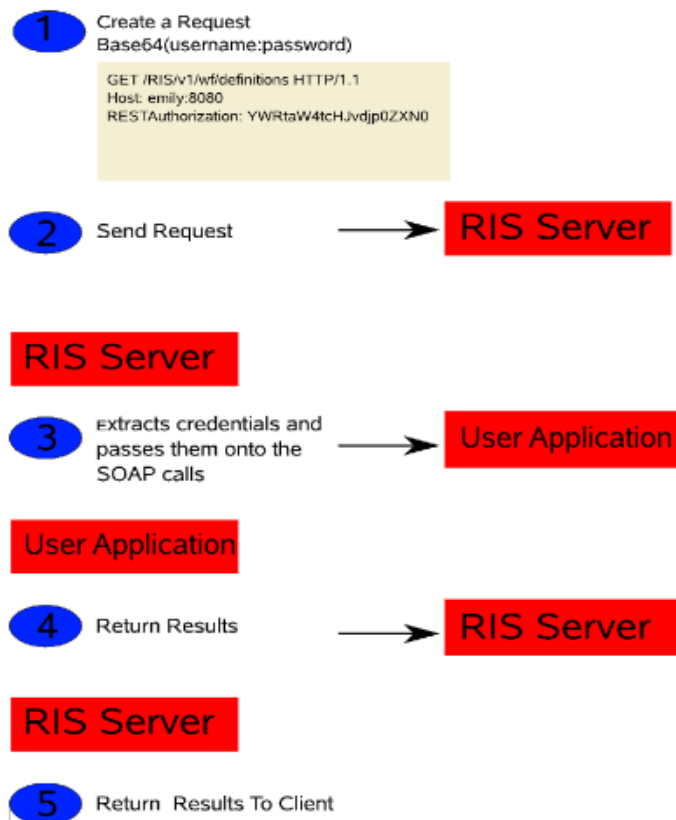 1
Create a Request
Base64(username:password)
GET /RIS/v1/wf/definitions HTTP/1.1
Host: emily:8080
RESTAuthorization: YWRtaW4tcHJvdjp0ZXN0
2
Send Request
RIS Server
RIS Server
3
Extracts credentials and
passes them onto the
SOAP calls
User Application
User Application
4
Return Results
RIS Server
RIS Server
5
Return Results To Client